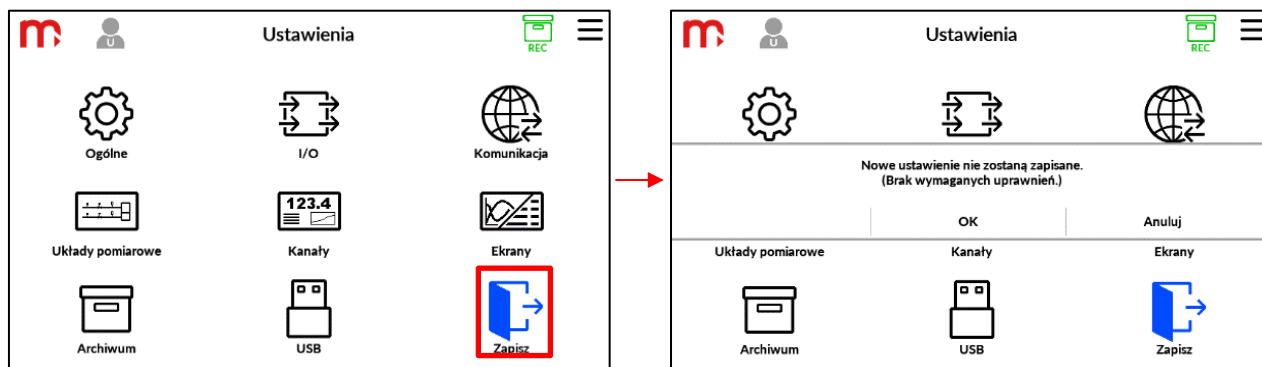 U
Ustawienia
REC
Ogólne
I/O
Komunikacja
123.4
Układy pomiarowe
Kanały
Ekrany
Archiwum
USB
Zapisz
U
Ustawienia
REC
Nowe ustawienie nie zostaną zapisane.
(Brak wymaganych uprawnień.)
OK
Anuluj
Układy pomiarowe
Kanały
Ekrany
Archiwum
USB
Zapisz